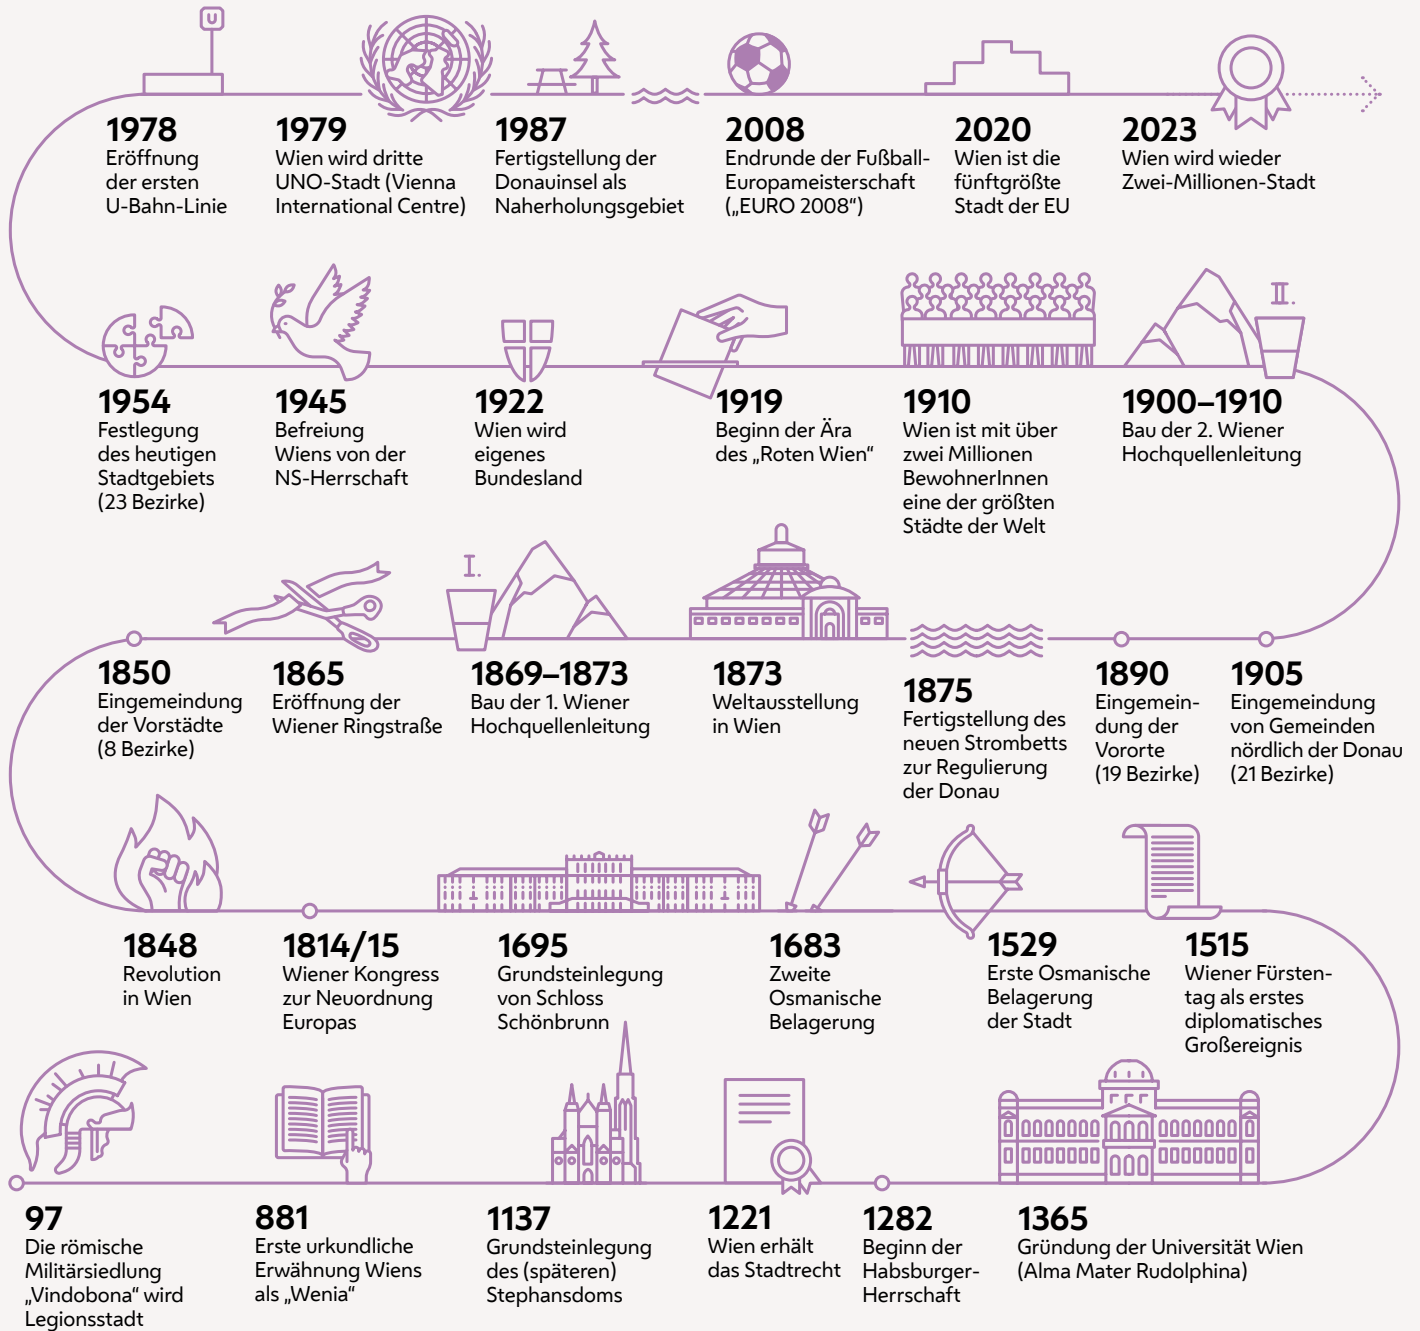 U
1978
Eröffnung
der ersten
U-Bahn-Linie
1979
Wien wird dritte
UNO-Stadt (Vienna
International Centre)
1987
Fertigstellung der
Donauinsel als
Naherholungsgebiet
2008
Endrunde der Fußball-
Europameisterschaft
(„EURO 2008“)
2020
Wien ist die
fünftgrößte
Stadt der EU
2023
Wien wird wieder
Zwei-Millionen-Stadt
1954
Festlegung
des heutigen
Stadtgebiets
(23 Bezirke)
1945
Befreiung
Wiens von der
NS-Herrschaft
1922
Wien wird
eigenes
Bundesland
1919
Beginn der Ära
des „Roten Wien“
1910
Wien ist mit über
zwei Millionen
BewohnerInnen
eine der größten
Städte der Welt
II.
1900–1910
Bau der 2. Wiener
Hochquellenleitung
1850
Eingemeindung
der Vorstädte
(8 Bezirke)
1865
Eröffnung der
Wiener Ringstraße
I.
1869–1873
Bau der 1. Wiener
Hochquellenleitung
1873
Weltausstellung
in Wien
1875
Fertigstellung des
neuen Strombetts
zur Regulierung
der Donau
1890
Eingemein-
dung der
Vororte
(19 Bezirke)
1905
Eingemeindung
von Gemeinden
nördlich der Donau
(21 Bezirke)
1848
Revolution
in Wien
1814/15
Wiener Kongress
zur Neuordnung
Europas
1695
Grundsteinlegung
von Schloss
Schönbrunn
1683
Zweite
Osmanische
Belagerung
1529
Erste Osmanische
Belagerung
der Stadt
1515
Wiener Fürsten-
tag als erstes
diplomatisches
Großereignis
97
Die römische
Militärsiedlung
„Vindobona“ wird
Legionsstadt
881
Erste urkundliche
Erwähnung Wiens
als „Wenia“
1137
Grundsteinlegung
des (späteren)
Stephansdoms
1221
Wien erhält
das Stadtrecht
1282
Beginn der
Habsburger-
Herrschaft
1365
Gründung der Universität Wien
(Alma Mater Rudolphina)